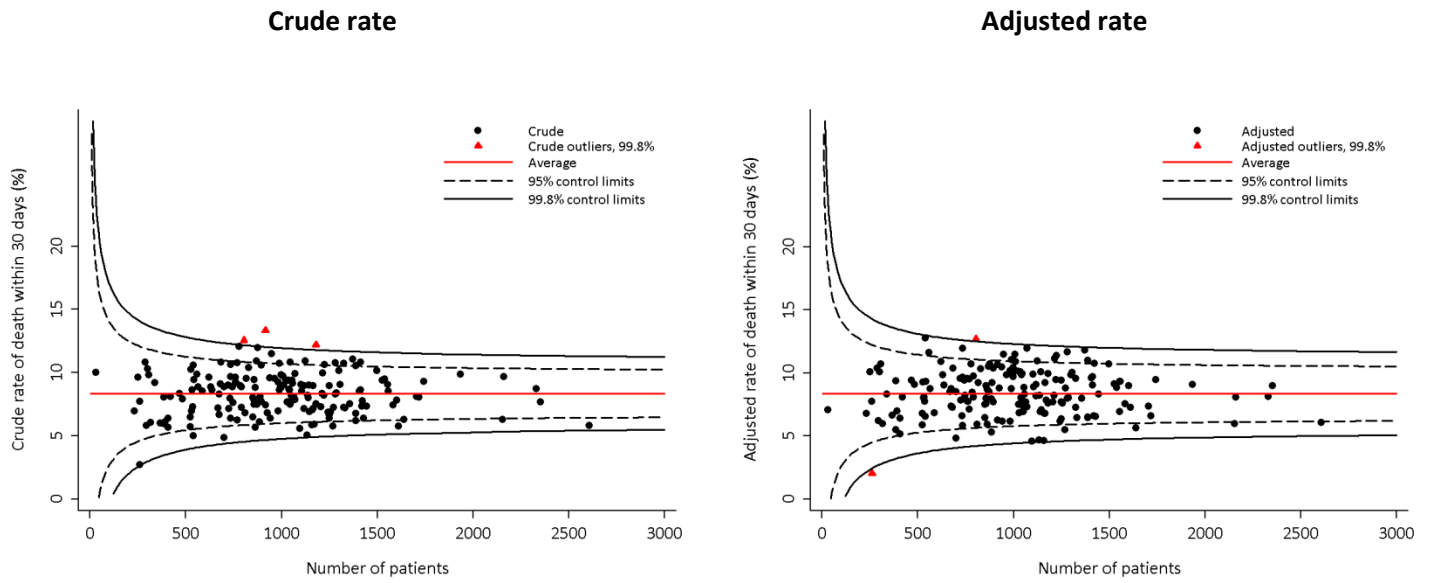 Crude rate
Crude rate of death within 30 days (%)
Crude
Crude outliers, 99.8%
Average
95% control limits
99.8% control limits
20
15
10
5
0
0 500 1000 1500 2000 2500 3000
Number of patients
Adjusted rate
Adjusted rate of death within 30 days (%)
Adjusted
Adjusted outliers, 99.8%
Average
95% control limits
99.8% control limits
20
15
10
5
0
0 500 1000 1500 2000 2500 3000
Number of patients